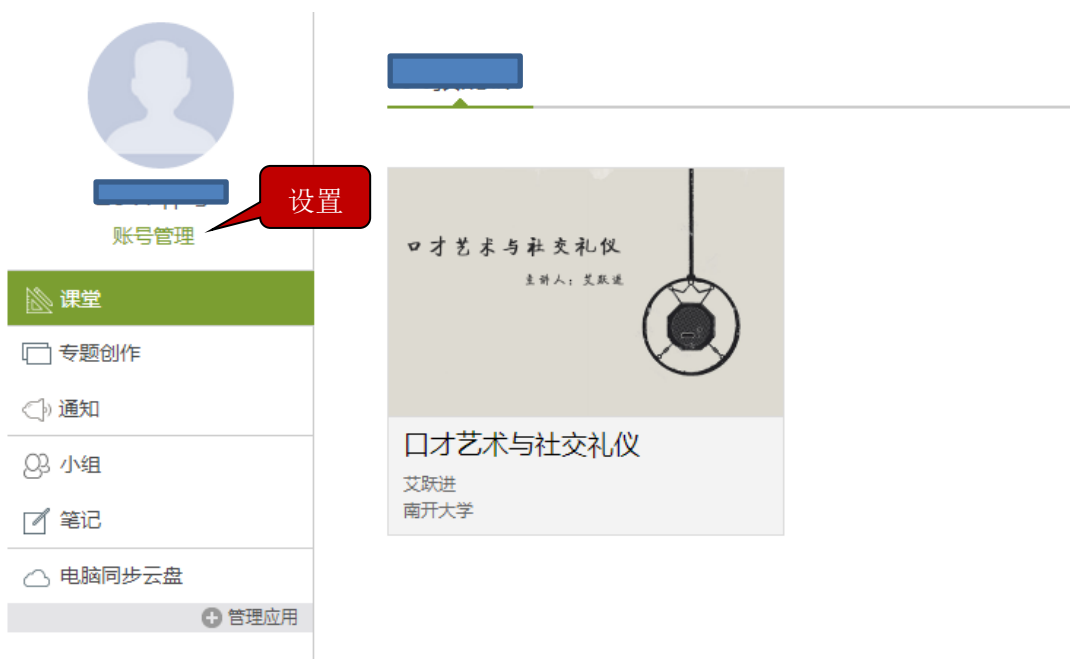 设置
账号管理
课堂
专题创作
通知
小组
笔记
电脑同步云盘
管理应用
口才艺术与社交礼仪
主讲人：艾跃进
口才艺术与社交礼仪
艾跃进
南开大学